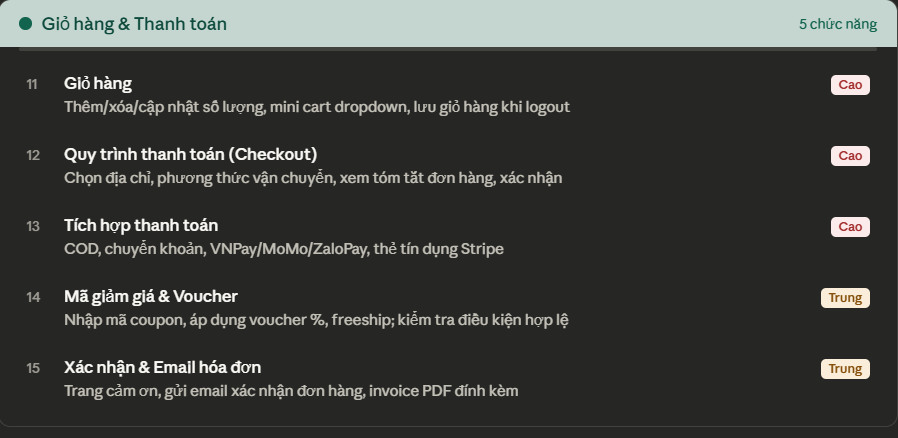 Giỏ hàng & Thanh toán
5 chức năng
11
Giỏ hàng
Cao
Thêm/xóa/cập nhật số lượng, mini cart dropdown, lưu giỏ hàng khi logout
12
Quy trình thanh toán (Checkout)
Cao
Chọn địa chỉ, phương thức vận chuyển, xem tóm tắt đơn hàng, xác nhận
13
Tích hợp thanh toán
Cao
COD, chuyển khoản, VNPay/MoMo/ZaloPay, thẻ tín dụng Stripe
14
Mã giảm giá & Voucher
Trung
Nhập mã coupon, áp dụng voucher %, freeship; kiểm tra điều kiện hợp lệ
15
Xác nhận & Email hóa đơn
Trung
Trang cảm ơn, gửi email xác nhận đơn hàng, invoice PDF đính kèm